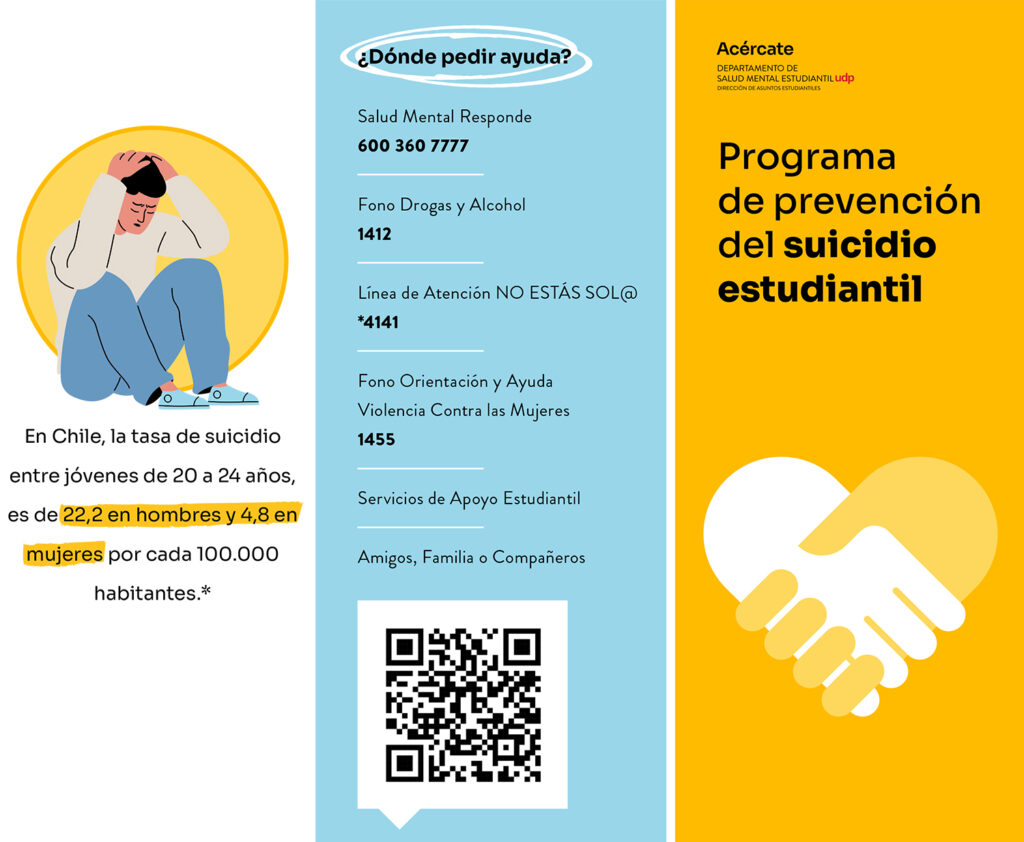 En Chile, la tasa de suicidio
entre jóvenes de 20 a 24 años,
es de 22,2 en hombres y 4,8 en
mujeres por cada 100.000
habitantes.*
¿Dónde pedir ayuda?
Salud Mental Responde
600 360 7777
Fono Drogas y Alcohol
1412
Línea de Atención NO ESTÁS SOL@
*4141
Fono Orientación y Ayuda
Violencia Contra las Mujeres
1455
Servicios de Apoyo Estudiantil
Amigos, Familia o Compañeros
Acércate
DEPARTAMENTO DE
SALUD MENTAL ESTUDIANTIL udp
DIRECCIÓN DE ASUNTOS ESTUDIANTILES
Programa
de prevención
del suicidio
estudiantil